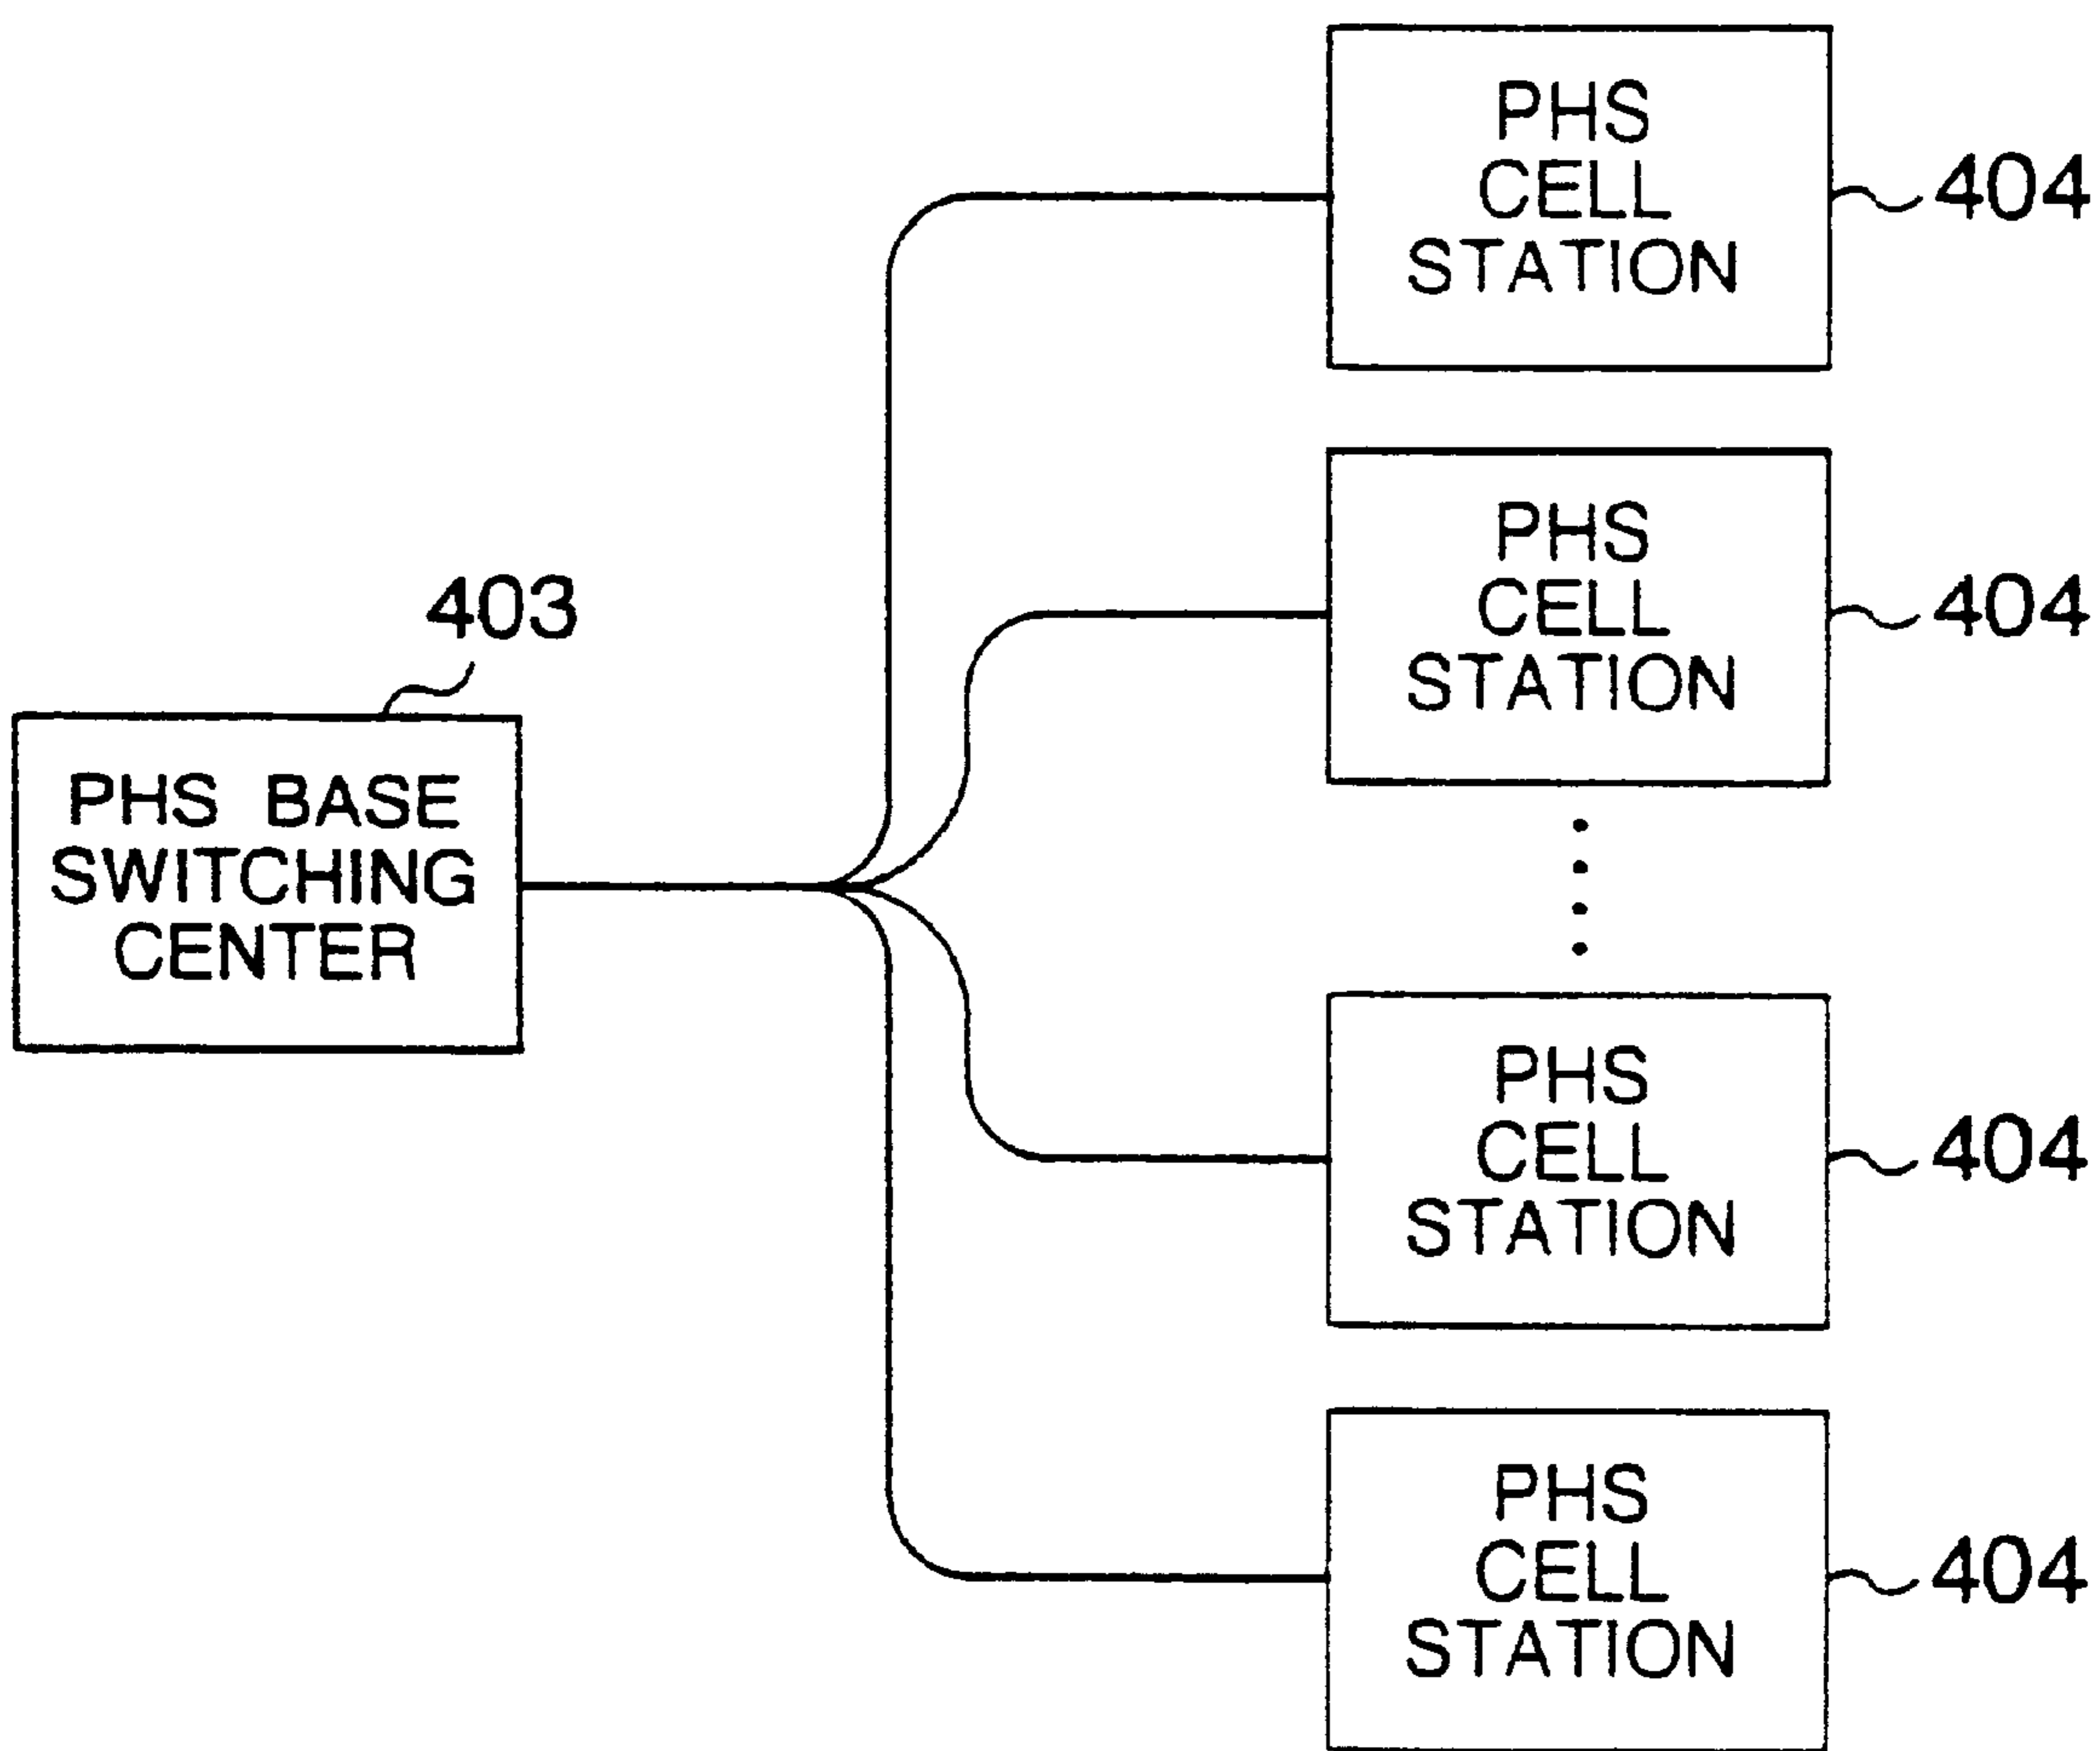 PHS
CELL
STATION
404
PHS
CELL
STATION
404
403
PHS BASE
SWITCHING
CENTER
PHS
CELL
STATION
404
PHS
CELL
STATION
404